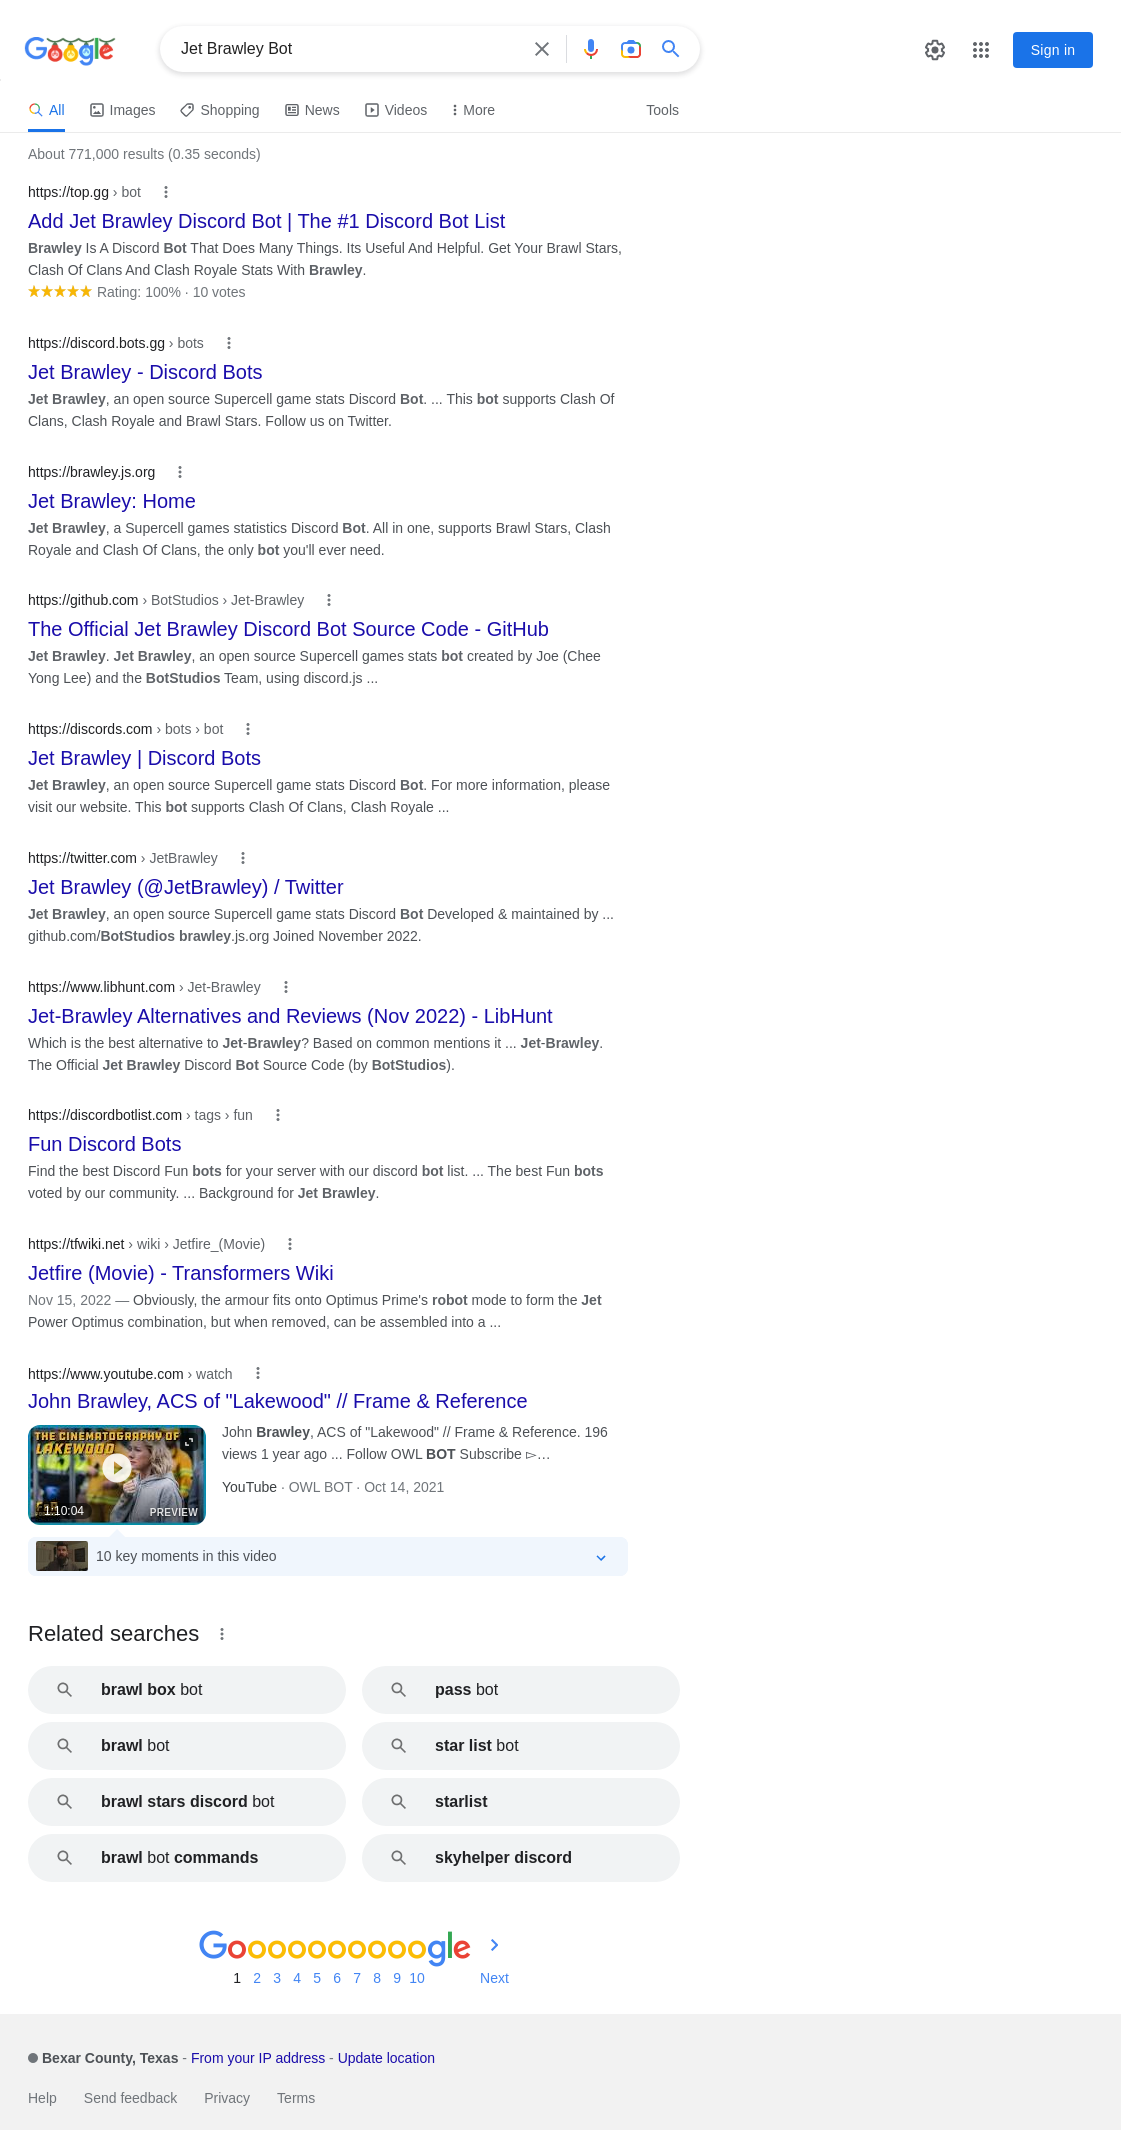 Google
Jet Brawley Bot
Sign in
All Images Shopping News Videos More Tools
About 771,000 results (0.35 seconds)
https://top.gg › bot
Add Jet Brawley Discord Bot | The #1 Discord Bot List
Brawley Is A Discord Bot That Does Many Things. Its Useful And Helpful. Get Your Brawl Stars,
Clash Of Clans And Clash Royale Stats With Brawley.
Rating: 100% · 10 votes
https://discord.bots.gg › bots
Jet Brawley - Discord Bots
Jet Brawley, an open source Supercell game stats Discord Bot. ... This bot supports Clash Of
Clans, Clash Royale and Brawl Stars. Follow us on Twitter.
https://brawley.js.org
Jet Brawley: Home
Jet Brawley, a Supercell games statistics Discord Bot. All in one, supports Brawl Stars, Clash
Royale and Clash Of Clans, the only bot you'll ever need.
https://github.com › BotStudios › Jet-Brawley
The Official Jet Brawley Discord Bot Source Code - GitHub
Jet Brawley. Jet Brawley, an open source Supercell games stats bot created by Joe (Chee
Yong Lee) and the BotStudios Team, using discord.js ...
https://discords.com › bots › bot
Jet Brawley | Discord Bots
Jet Brawley, an open source Supercell game stats Discord Bot. For more information, please
visit our website. This bot supports Clash Of Clans, Clash Royale ...
https://twitter.com › JetBrawley
Jet Brawley (@JetBrawley) / Twitter
Jet Brawley, an open source Supercell game stats Discord Bot Developed & maintained by ...
github.com/BotStudios brawley.js.org Joined November 2022.
https://www.libhunt.com › Jet-Brawley
Jet-Brawley Alternatives and Reviews (Nov 2022) - LibHunt
Which is the best alternative to Jet-Brawley? Based on common mentions it ... Jet-Brawley.
The Official Jet Brawley Discord Bot Source Code (by BotStudios).
https://discordbotlist.com › tags › fun
Fun Discord Bots
Find the best Discord Fun bots for your server with our discord bot list. ... The best Fun bots
voted by our community. ... Background for Jet Brawley.
https://tfwiki.net › wiki › Jetfire_(Movie)
Jetfire (Movie) - Transformers Wiki
Nov 15, 2022 — Obviously, the armour fits onto Optimus Prime's robot mode to form the Jet
Power Optimus combination, but when removed, can be assembled into a ...
https://www.youtube.com › watch
John Brawley, ACS of "Lakewood" // Frame & Reference
THE CINEMATOGRAPHY OF
LAKEWOOD
1:10:04
PREVIEW
John Brawley, ACS of "Lakewood" // Frame & Reference. 196
views 1 year ago ... Follow OWL BOT Subscribe ▻…
YouTube · OWL BOT · Oct 14, 2021
10 key moments in this video
Related searches
brawl box bot
pass bot
brawl bot
star list bot
brawl stars discord bot
starlist
brawl bot commands
skyhelper discord
Goooooooooogle
1 2 3 4 5 6 7 8 9 10 Next
Bexar County, Texas - From your IP address - Update location
Help Send feedback Privacy Terms